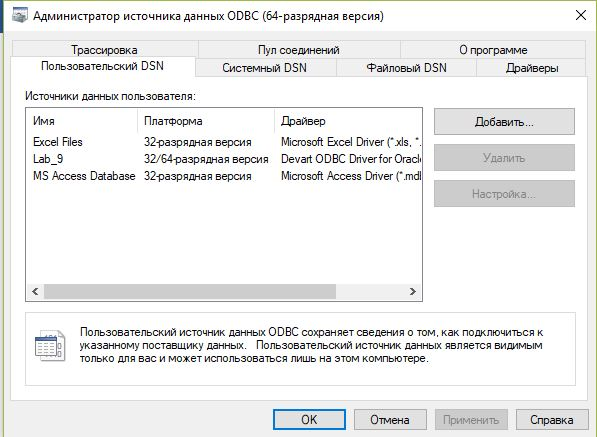 Администратор источника данных ODBC (64-разрядная версия)
Трассировка Пул соединений О программе
Пользовательский DSN Системный DSN Файловый DSN Драйверы
Источники данных пользователя:
Имя Платформа Драйвер
Excel Files 32-разрядная версия Microsoft Excel Driver (*.xls, *.
Lab_9 32/64-разрядная версия Devart ODBC Driver for Oracle
MS Access Database 32-разрядная версия Microsoft Access Driver (*.mdb
Добавить...
Удалить
Настройка...
Пользовательский источник данных ODBC сохраняет сведения о том, как подключиться к
указанному поставщику данных. Пользовательский источник данных является видимым
только для вас и может использоваться лишь на этом компьютере.
OK Отмена Применить Справка